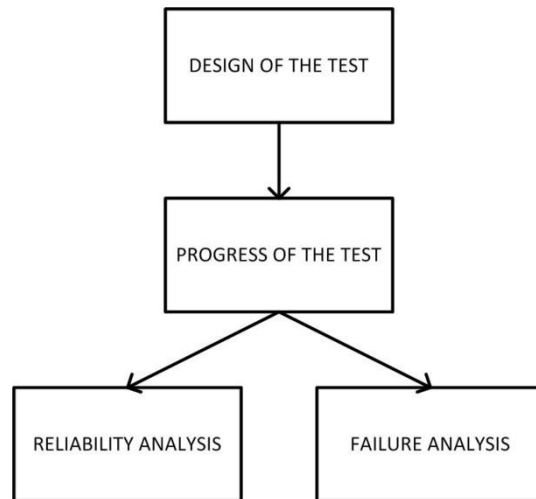 DESIGN OF THE TEST
PROGRESS OF THE TEST
RELIABILITY ANALYSIS
FAILURE ANALYSIS